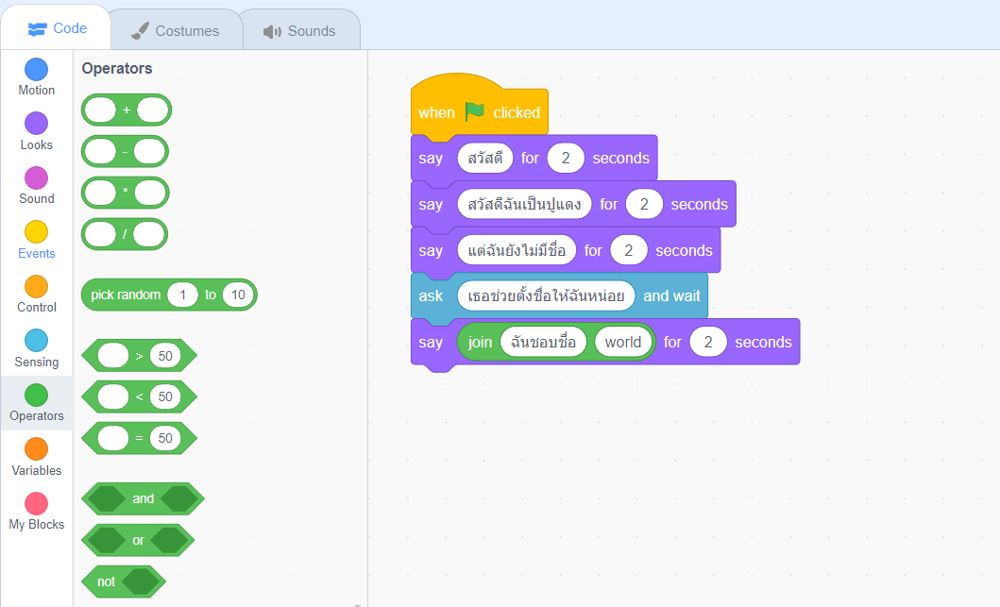 Code Costumes Sounds
Motion
Looks
Sound
Events
Control
Sensing
Operators
Variables
My Blocks
Operators
+
-
*
/
pick random 1 to 10
> 50
< 50
= 50
and
or
not
when clicked
say สวัสดี for 2 seconds
say สวัสดีฉันเป็นปูแดง for 2 seconds
say แต่ฉันยังไม่มีชื่อ for 2 seconds
ask เธอช่วยตั้งชื่อให้ฉันหน่อย and wait
say join ฉันชอบชื่อ world for 2 seconds